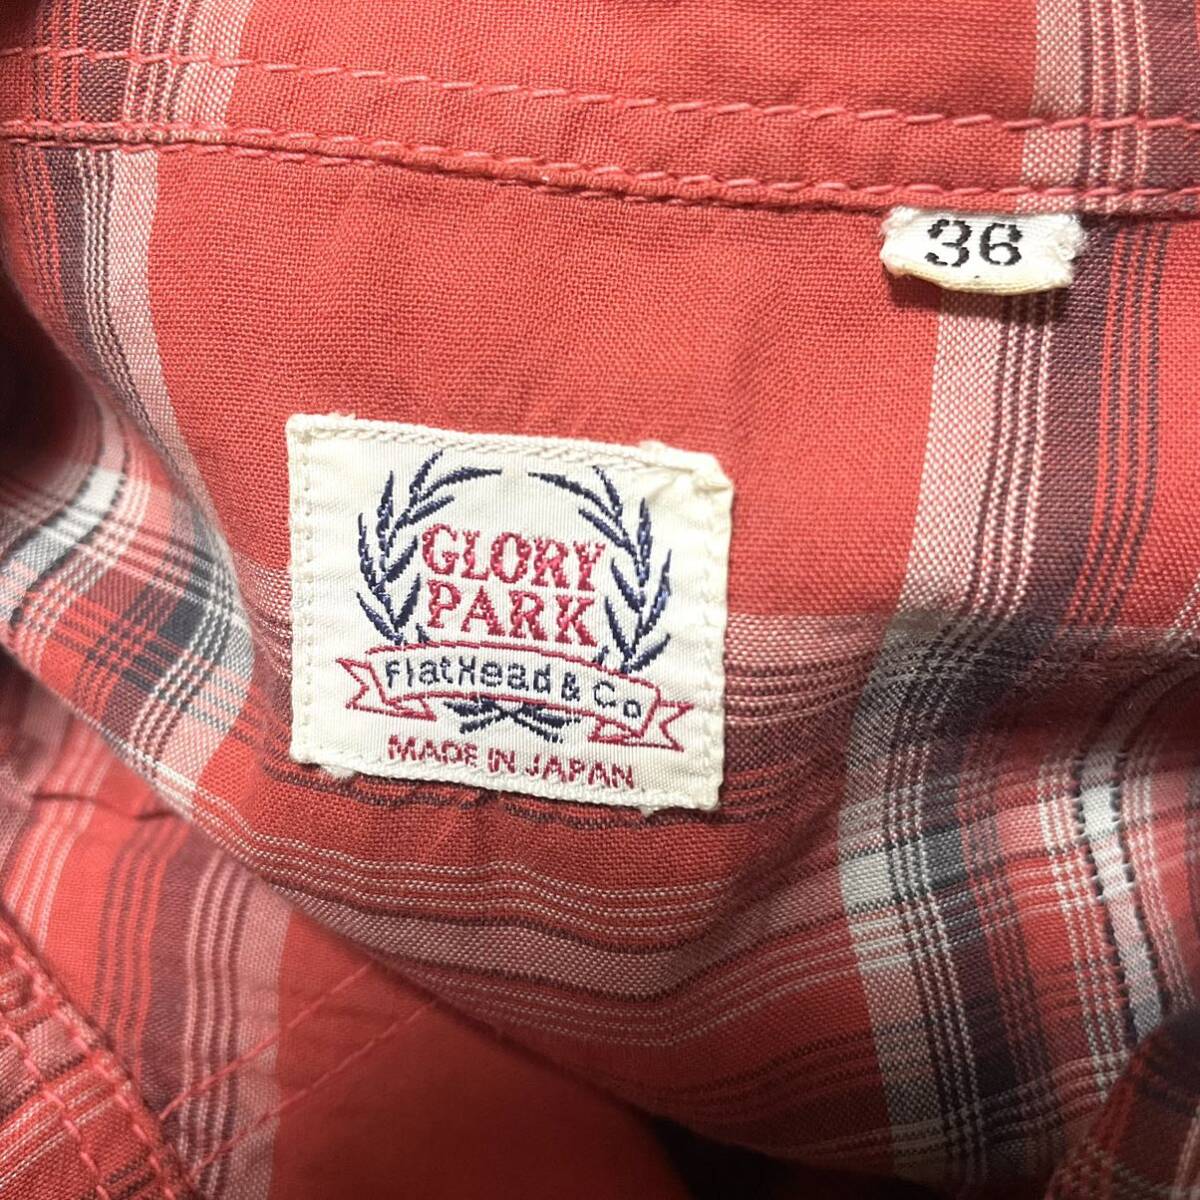 36
GLORY
PARK
FlatHead & Co
MADE IN JAPAN